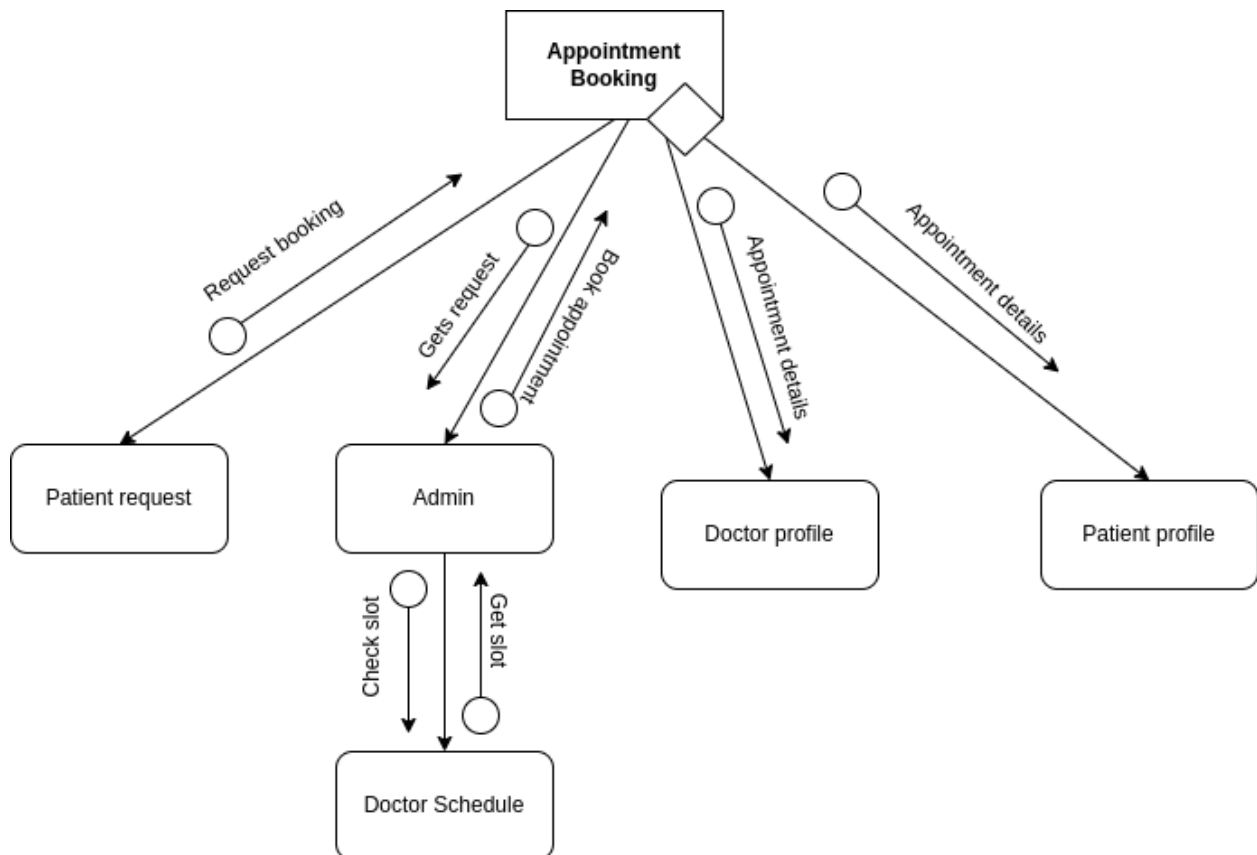 Appointment
Booking
Request booking
Gets request
Book appointment
Appointment details
Appointment details
Patient request
Admin
Doctor profile
Patient profile
Check slot
Get slot
Doctor Schedule